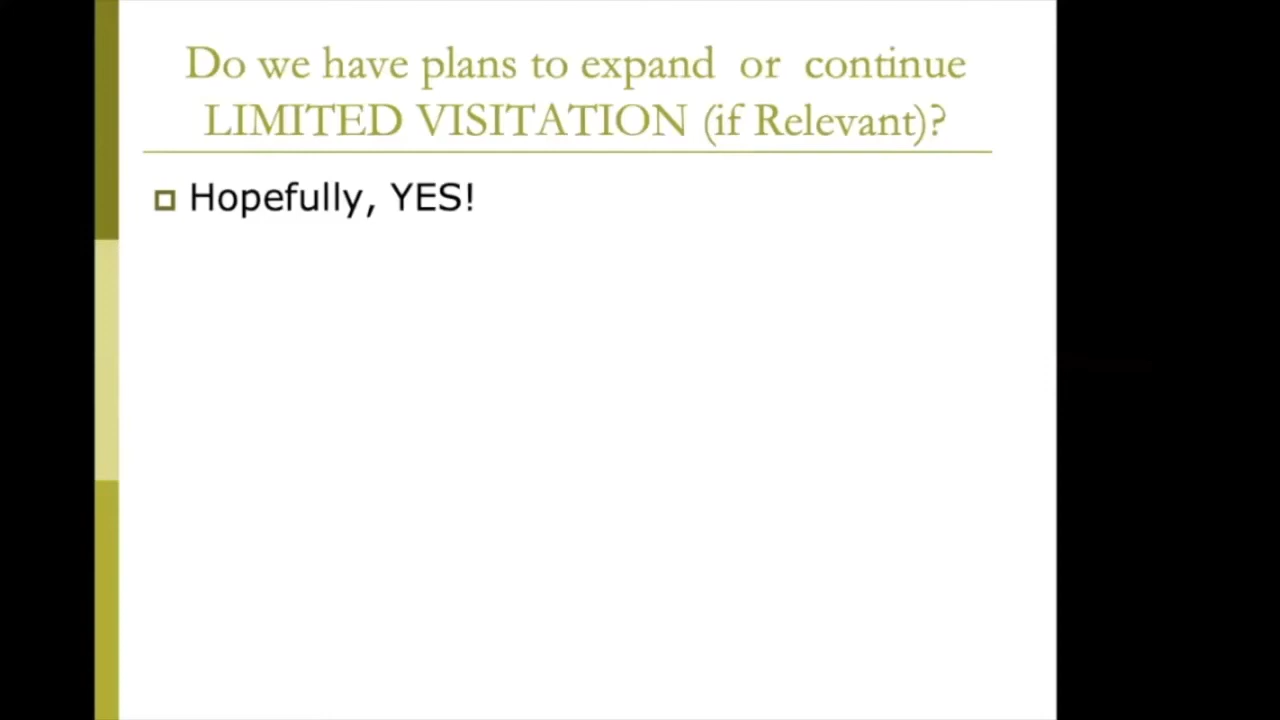 Do we have plans to expand or continue
LIMITED VISITATION (if Relevant)?
Hopefully, YES!